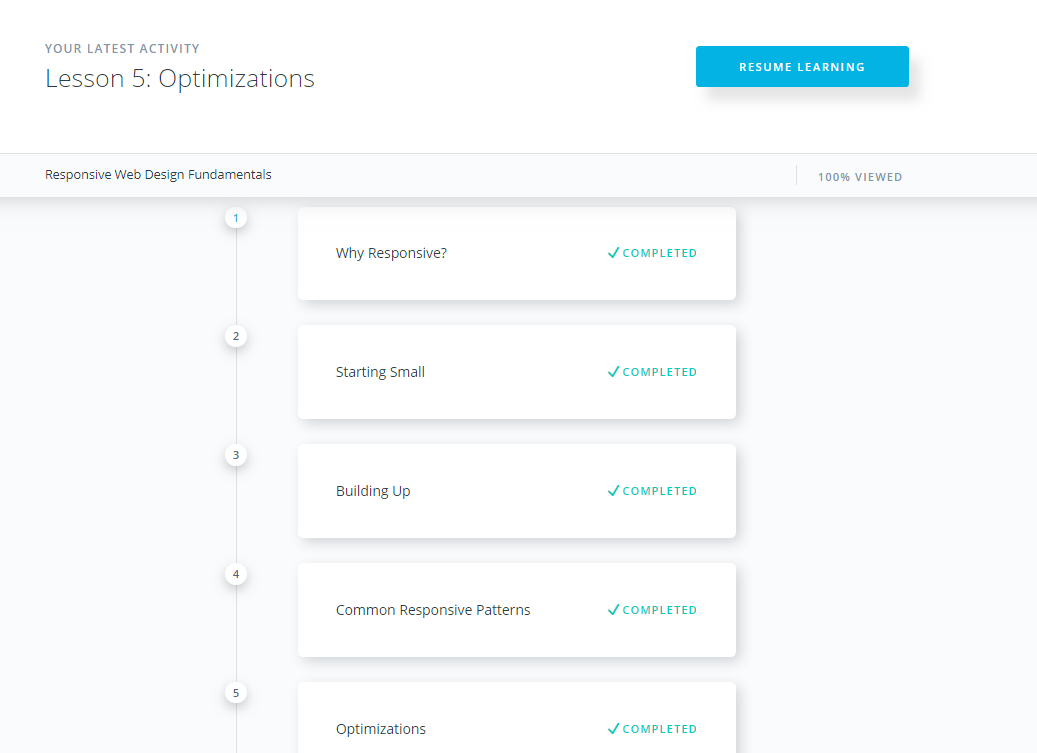 YOUR LATEST ACTIVITY
Lesson 5: Optimizations
RESUME LEARNING
Responsive Web Design Fundamentals
100% VIEWED
1
Why Responsive?
COMPLETED
2
Starting Small
COMPLETED
3
Building Up
COMPLETED
4
Common Responsive Patterns
COMPLETED
5
Optimizations
COMPLETED